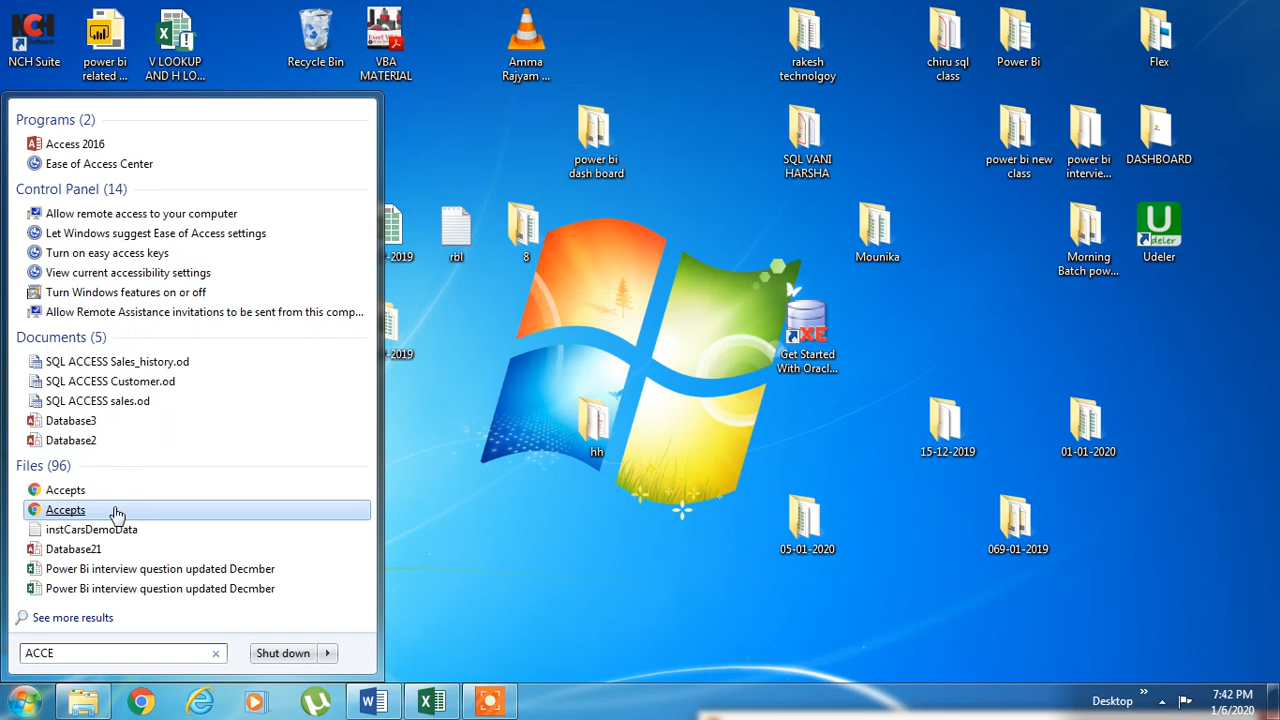 NCH Suite
power bi
related ...
V LOOKUP
AND H LO...
Recycle Bin
VBA
MATERIAL
Amma
Rajyam ...
rakesh
technolgoy
chiru sql
class
Power Bi
Flex
Programs (2)
Access 2016
Ease of Access Center
Control Panel (14)
Allow remote access to your computer
Let Windows suggest Ease of Access settings
Turn on easy access keys
View current accessibility settings
Turn Windows features on or off
Allow Remote Assistance invitations to be sent from this comp...
Documents (5)
SQL ACCESS Sales_history.od
SQL ACCESS Customer.od
SQL ACCESS sales.od
Database3
Database2
Files (96)
Accepts
Accepts
instCarsDemoData
Database21
Power Bi interview question updated Decmber
Power Bi interview question updated Decmber
See more results
ACCE
Shut down
power bi
dash board
SQL VANI
HARSHA
power bi new
class
power bi
intervie...
DASHBOARD
-2019
rbl
8
Mounika
Morning
Batch pow...
U
deler
Udeler
-2019
XE
Get Started
With Oracl...
hh
15-12-2019
01-01-2020
05-01-2020
069-01-2019
Desktop
7:42 PM
1/6/2020